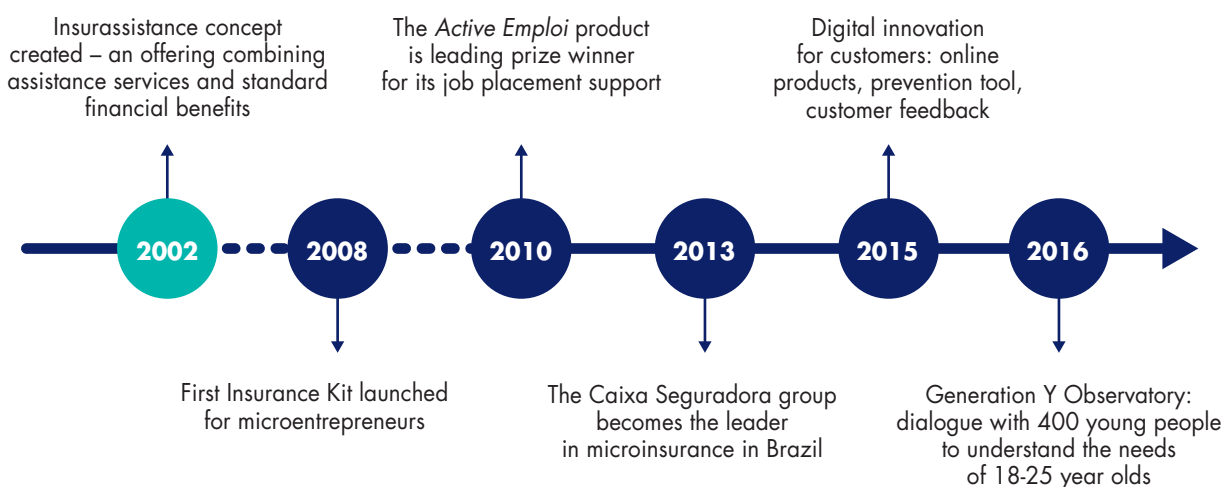 Insurassistance concept
created – an offering combining
assistance services and standard
financial benefits
The Active Emploi product
is leading prize winner
for its job placement support
Digital innovation
for customers: online
products, prevention tool,
customer feedback
2002
2008
2010
2013
2015
2016
First Insurance Kit launched
for microentrepreneurs
The Caixa Seguradora group
becomes the leader
in microinsurance in Brazil
Generation Y Observatory:
dialogue with 400 young people
to understand the needs
of 18-25 year olds